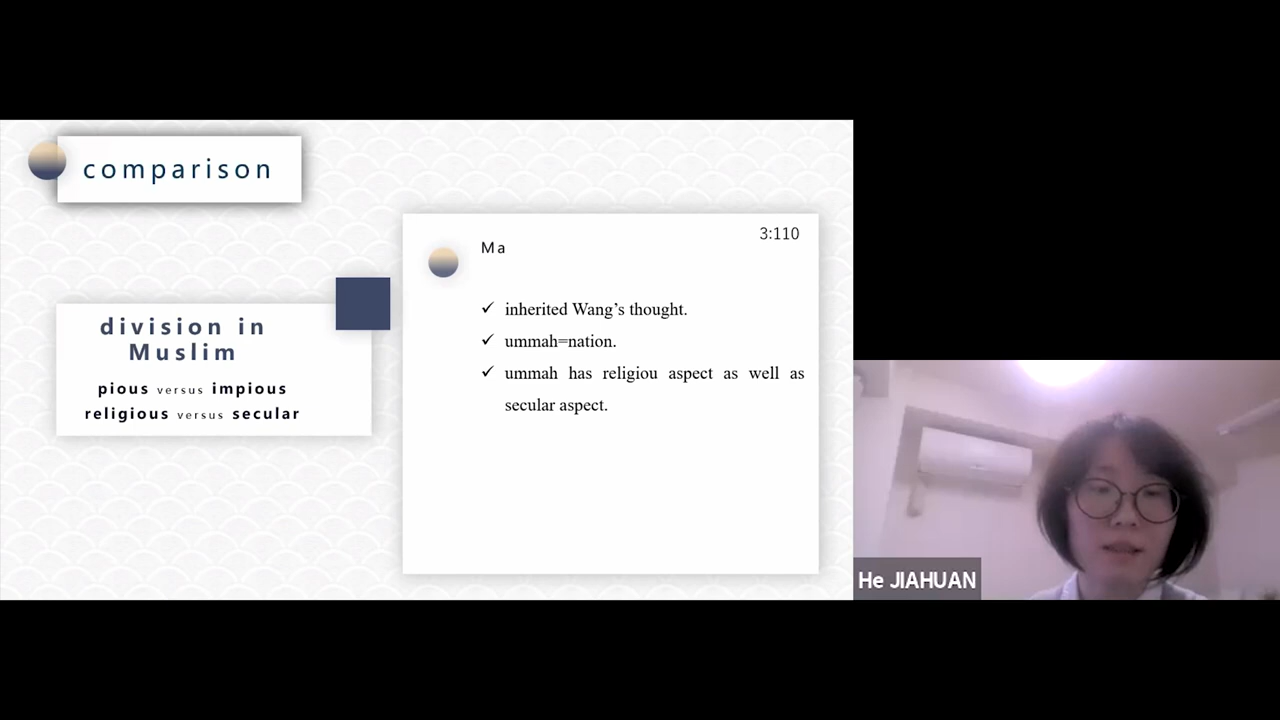 comparison
division in
Muslim
pious versus impious
religious versus secular
3:110
Ma
✓ inherited Wang’s thought.
✓ ummah=nation.
✓ ummah has religiou aspect as well as
secular aspect.
He JIAHUAN